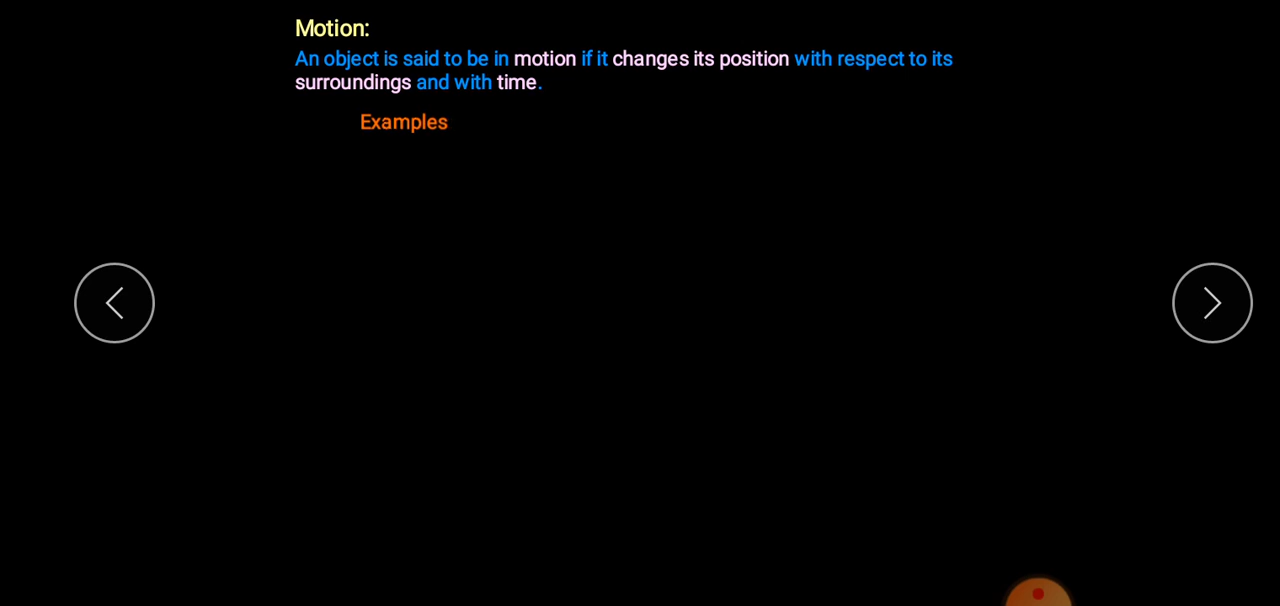 Motion:
An object is said to be in motion if it changes its position with respect to its
surroundings and with time.
Examples